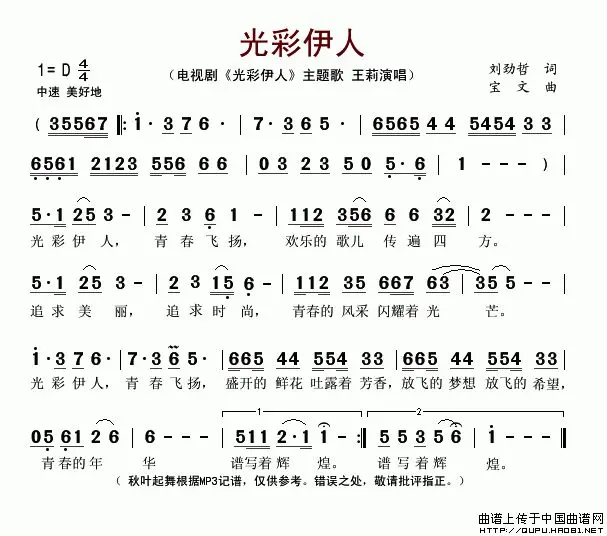 光彩伊人
1= D 4/4
(电视剧《光彩伊人》主题歌 王莉演唱)
刘劲哲 词
中速 美好地
宝 文 曲
( 35567 ‖: i· 3 7 6 · | 7· 3 6 5 · | 6565 4 4 5454 3 3 |
6561 2123 556 6 6 | 0 3 2 3 5 0 5· 6 | 1 - - - ) |
5· 1 25 3 - | 2 3 6 1 - | 112 356 6 6 32 | 2 - - - |
光 彩 伊 人, 青 春 飞 扬, 欢乐的 歌儿 传 遍 四 方。
5· 1 25 3 - | 2 3 15 6 - | 112 35 667 63 | 35 5 - - |
追 求 美 丽, 追 求 时 尚, 青春的 风采 闪耀着 光 芒。
i· 3 7 6 · | 7· 3 6 5 · | 665 44 554 33 | 665 44 554 33 |
光 彩 伊 人, 青 春 飞 扬, 盛开的 鲜花 吐露着 芳香, 放飞的 梦想 放飞的 希望,
1 2
05 61 26 | 6 - - - | 511 2·1 1 - :‖ 5 5 3 5 6 | i - - - ‖
青春的 年 华 谱写着 辉 煌。 谱 写着 辉 煌。
( 秋叶起舞根据MP3记谱，仅供参考。错误之处，敬请批评指正。)
曲谱上传于中国曲谱网
HTTP://QUPU.HAO81.NET